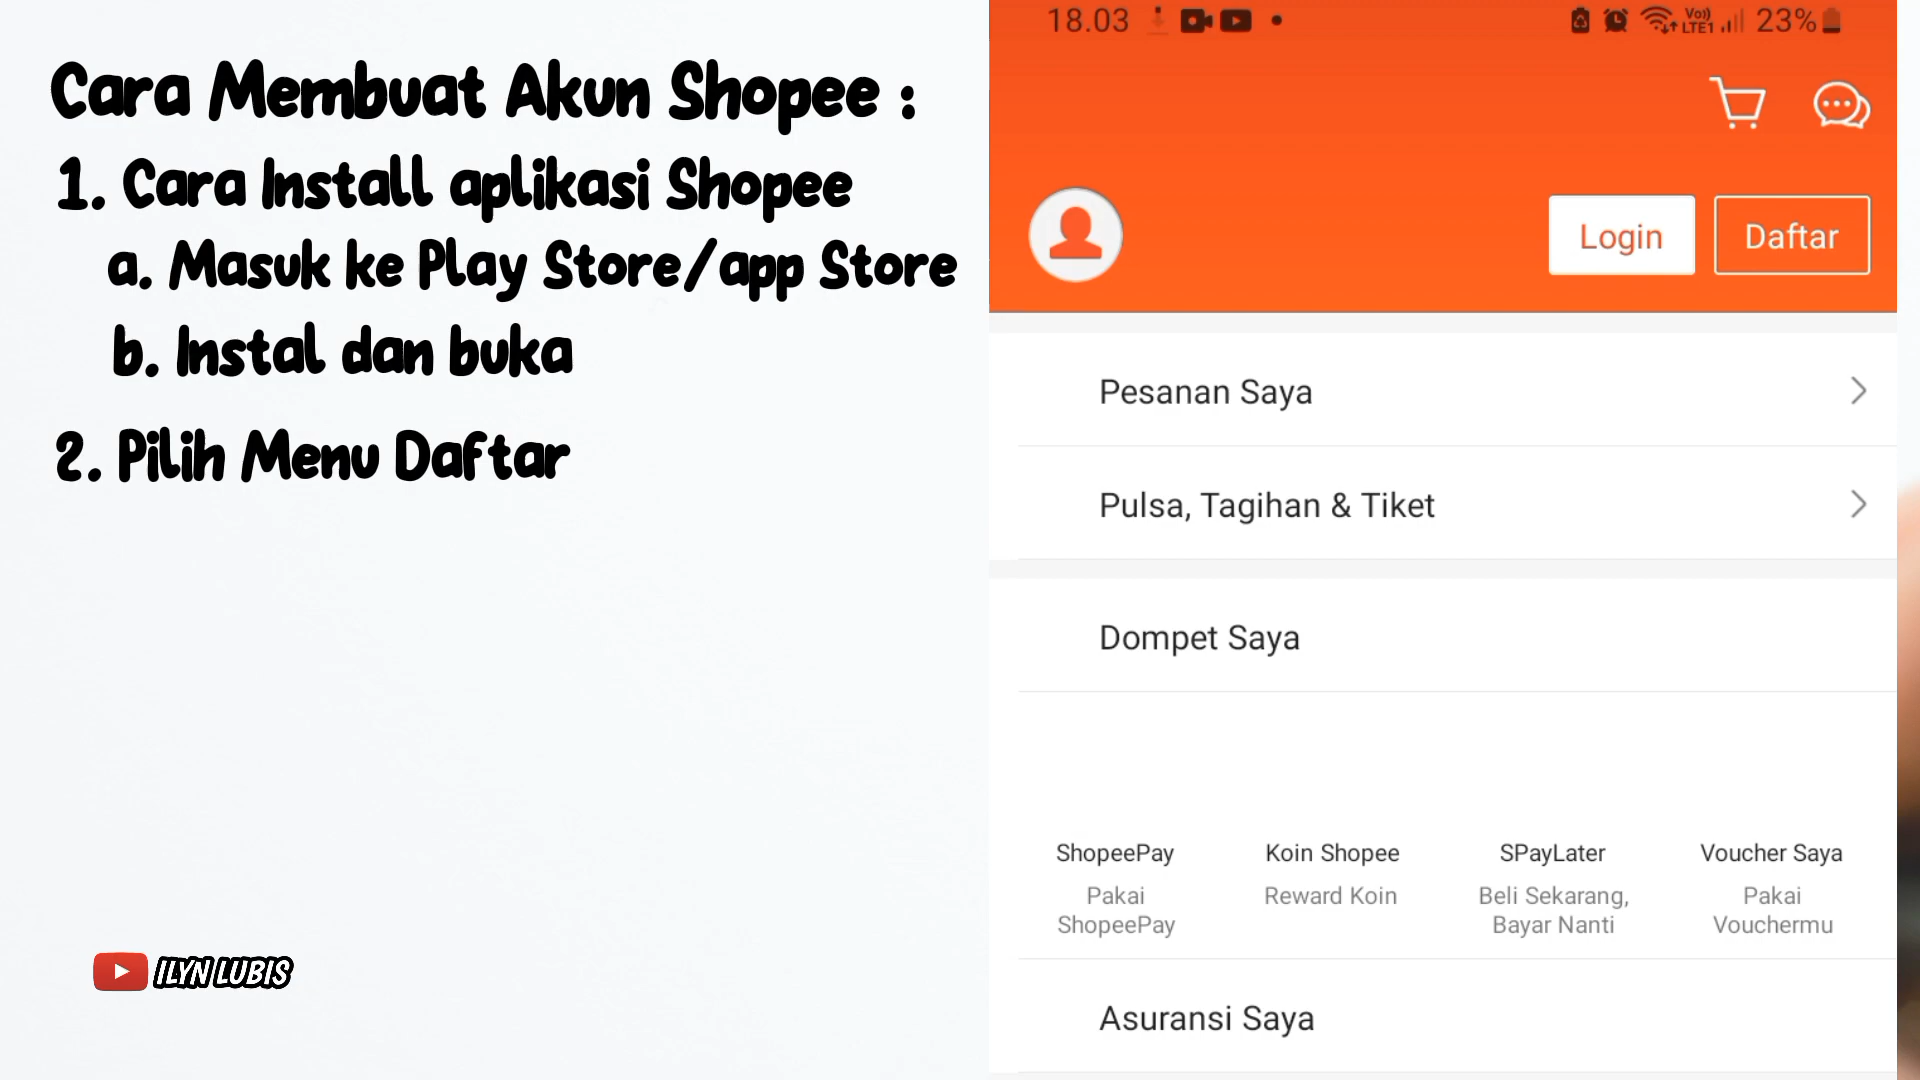 Cara Membuat Akun Shopee :
1. Cara Install aplikasi Shopee
a. Masuk ke Play Store/app Store
b. Instal dan buka
2. Pilih Menu Daftar
ILYN LUBIS
18.03
Vo)) LTE1
23%
Login
Daftar
Pesanan Saya
Pulsa, Tagihan & Tiket
Dompet Saya
ShopeePay
Pakai
ShopeePay
Koin Shopee
Reward Koin
SPayLater
Beli Sekarang,
Bayar Nanti
Voucher Saya
Pakai
Vouchermu
Asuransi Saya